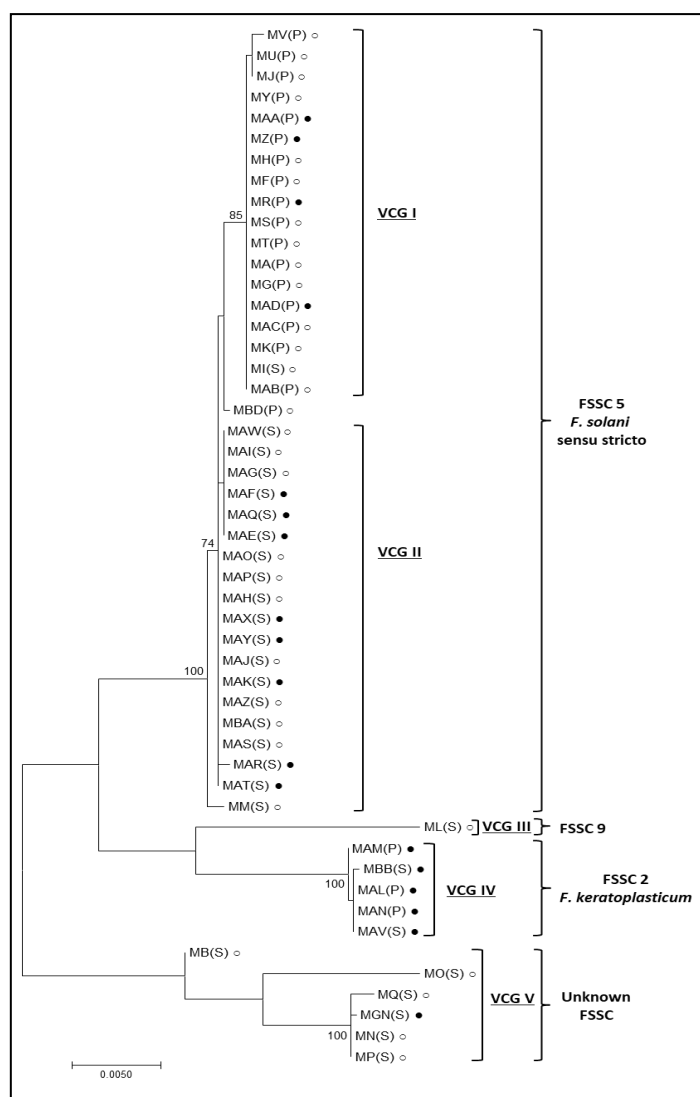 MV(P) ○
MU(P) ○
MJ(P) ○
MY(P) ○
MAA(P) ●
MZ(P) ●
MH(P) ○
MF(P) ○
MR(P) ●
MS(P) ○
MT(P) ○
MA(P) ○
MG(P) ○
MAD(P) ●
MAC(P) ○
MK(P) ○
MI(S) ○
MAB(P) ○
85
VCG I
MBD(P) ○
MAW(S) ○
MAI(S) ○
MAG(S) ○
MAF(S) ●
MAQ(S) ●
MAE(S) ●
MAO(S) ○
MAP(S) ○
MAH(S) ○
MAX(S) ●
MAY(S) ●
MAJ(S) ○
MAK(S) ●
MAZ(S) ○
MBA(S) ○
MAS(S) ○
MAR(S) ●
MAT(S) ●
MM(S) ○
74
100
VCG II
FSSC 5
F. solani
sensu stricto
ML(S) ○
VCG III
FSSC 9
MAM(P) ●
MBB(S) ●
MAL(P) ●
MAN(P) ●
MAV(S) ●
100
VCG IV
FSSC 2
F. keratoplasticum
MB(S) ○
MO(S) ○
MQ(S) ○
MGN(S) ●
MN(S) ○
MP(S) ○
100
VCG V
Unknown
FSSC
0.0050